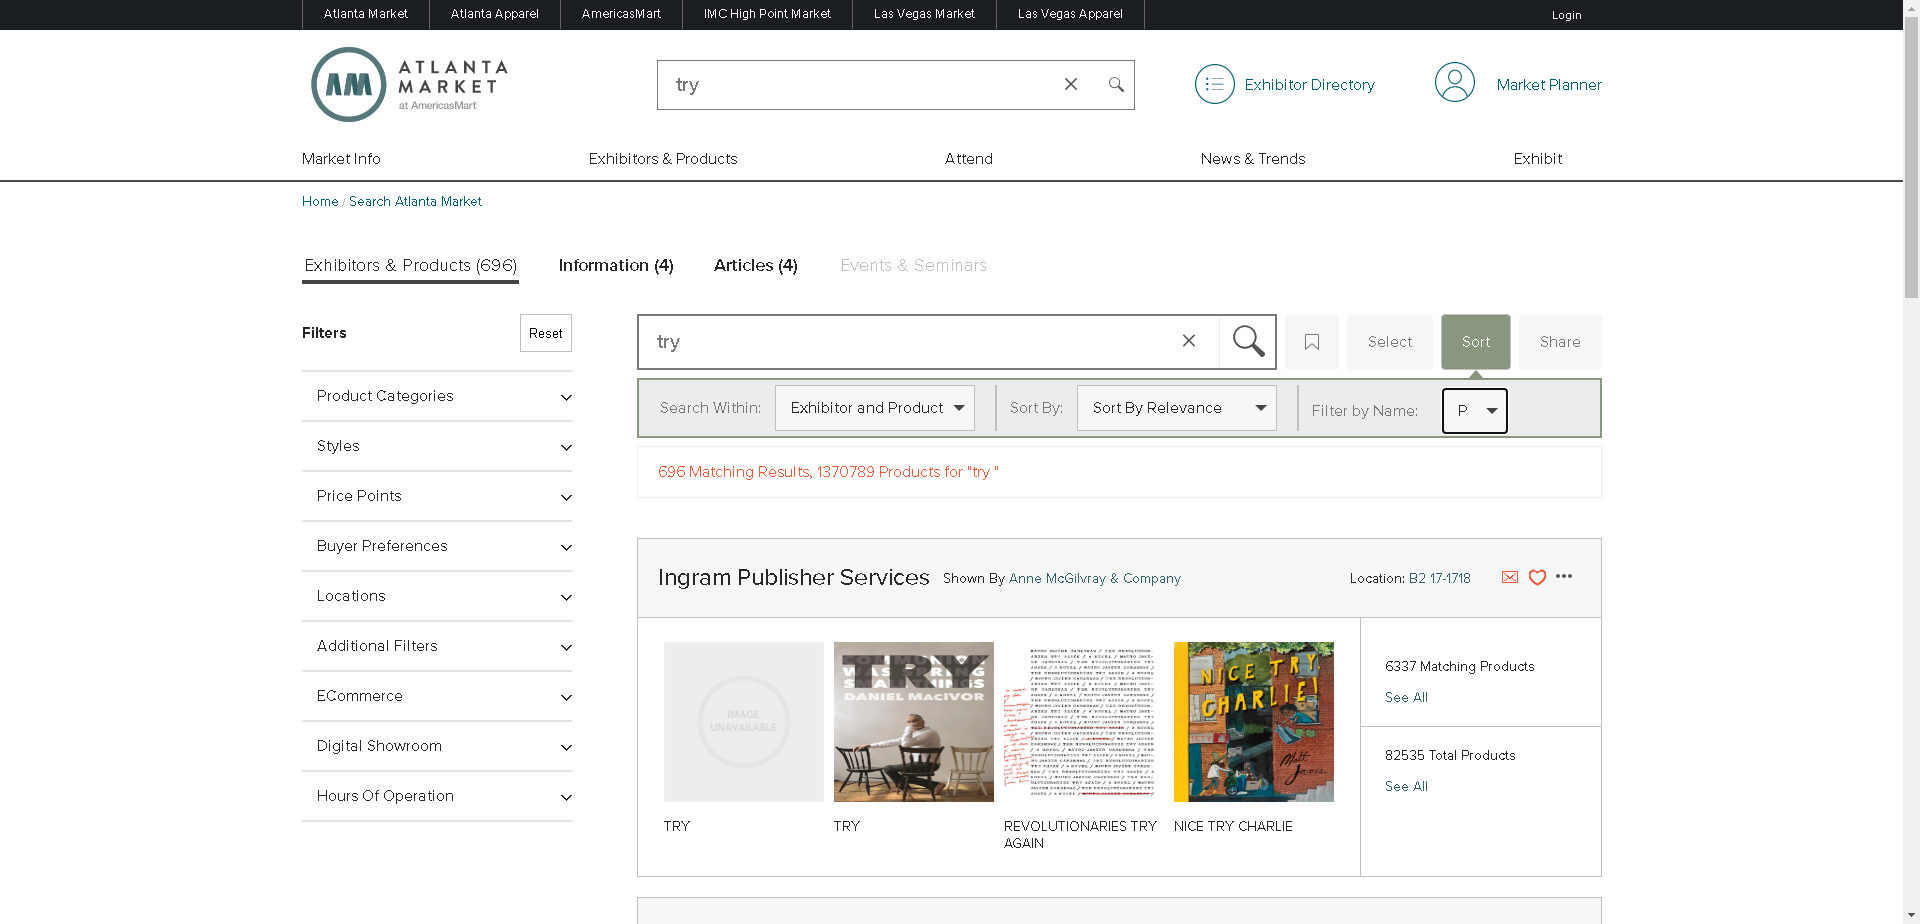 Atlanta Market
Atlanta Apparel
AmericasMart
IMC High Point Market
Las Vegas Market
Las Vegas Apparel
Login
AM
ATLANTA
MARKET
at AmericasMart
try
Exhibitor Directory
Market Planner
Market Info
Exhibitors & Products
Attend
News & Trends
Exhibit
Home / Search Atlanta Market
Exhibitors & Products (696)
Information (4)
Articles (4)
Events & Seminars
Filters
Reset
Product Categories
Styles
Price Points
Buyer Preferences
Locations
Additional Filters
ECommerce
Digital Showroom
Hours Of Operation
try
Select
Sort
Share
Search Within:
Exhibitor and Product
Sort By:
Sort By Relevance
Filter by Name:
P
696 Matching Results, 1370789 Products for "try "
Ingram Publisher Services
Shown By Anne McGilvray & Company
Location: B2 17-1718
IMAGE
UNAVAILABLE
TRY
DANIEL MACIVOR
NICE TRY
CHARLIE!
Matt
James
TRY
TRY
REVOLUTIONARIES TRY
AGAIN
NICE TRY CHARLIE
6337 Matching Products
See All
82535 Total Products
See All